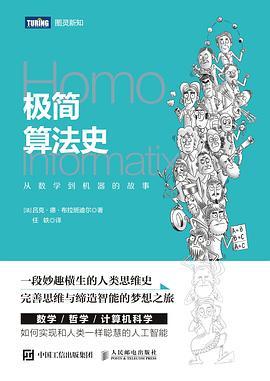 TURING 图灵新知
Homo
极简
算法史
Informatix
从数学到机器的故事
[法]吕克·德·布拉班迪尔 著
任轶 译
A=B
B=C
A=C
一段妙趣横生的人类思维史
完善思维与缔造智能的梦想之旅
数学 / 哲学 / 计算机科学
如何实现和人类一样聪慧的人工智能
中国工信出版集团 人民邮电出版社